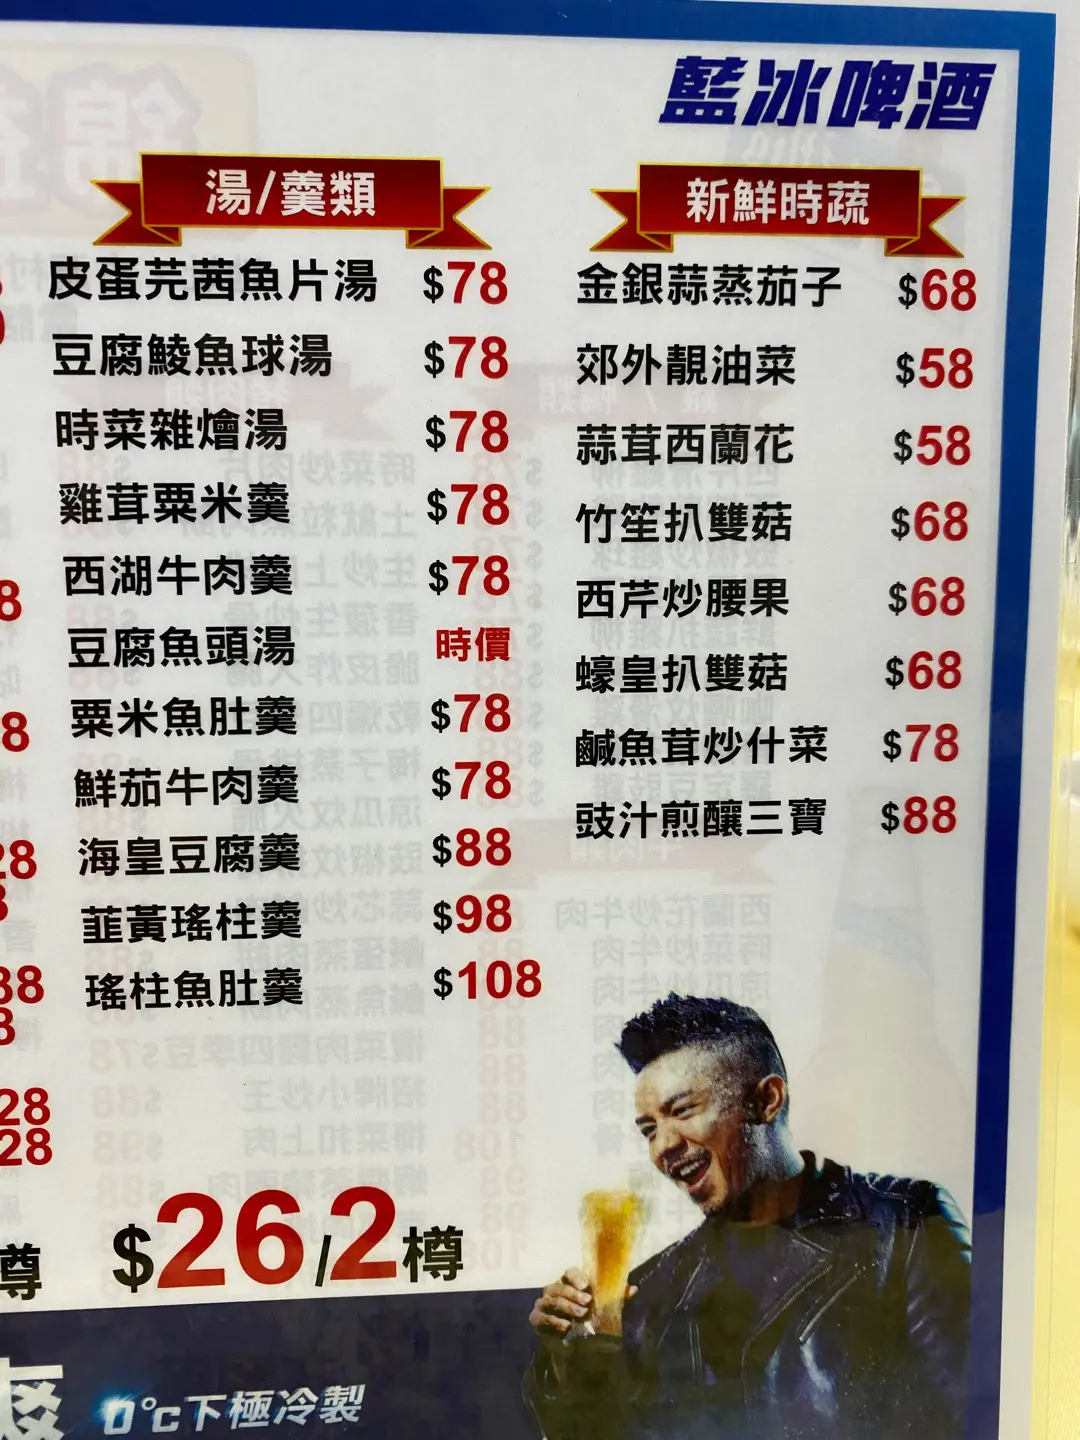 藍冰啤酒
湯/羹類
皮蛋芫茜魚片湯 $78
豆腐鯪魚球湯 $78
時菜雜燴湯 $78
雞茸粟米羹 $78
西湖牛肉羹 $78
豆腐魚頭湯 時價
粟米魚肚羹 $78
鮮茄牛肉羹 $78
海皇豆腐羹 $88
韮黃瑤柱羹 $98
瑤柱魚肚羹 $108
新鮮時蔬
金銀蒜蒸茄子 $68
郊外靚油菜 $58
蒜茸西蘭花 $58
竹笙扒雙菇 $68
西芹炒腰果 $68
蠔皇扒雙菇 $68
鹹魚茸炒什菜 $78
豉汁煎釀三寶 $88
樽 $26/2樽
爽 0°c下極冷製